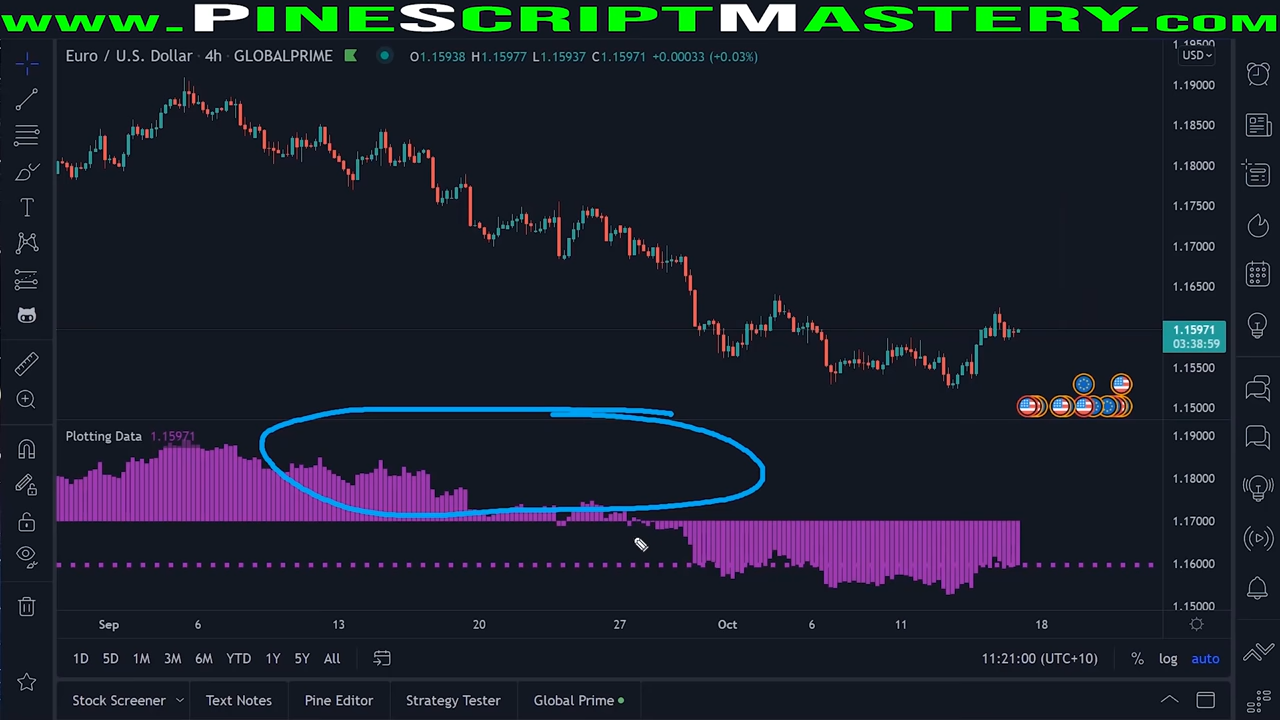 www.PineScriptMastery.com
Euro / U.S. Dollar 4h GLOBALPRIME O1.15938 H1.15977 L1.15937 C1.15971 +0.00033 (+0.03%)
1.19500
USD
1.19000
1.18500
1.18000
1.17500
1.17000
1.16500
1.15971
03:38:59
1.15500
1.15000
Plotting Data 1.15971
1.19000
1.18000
1.17000
1.16000
1.15000
Sep 6 13 20 27 Oct 6 11 18
1D 5D 1M 3M 6M YTD 1Y 5Y All 11:21:00 (UTC+10) % log auto
Stock Screener Text Notes Pine Editor Strategy Tester Global Prime